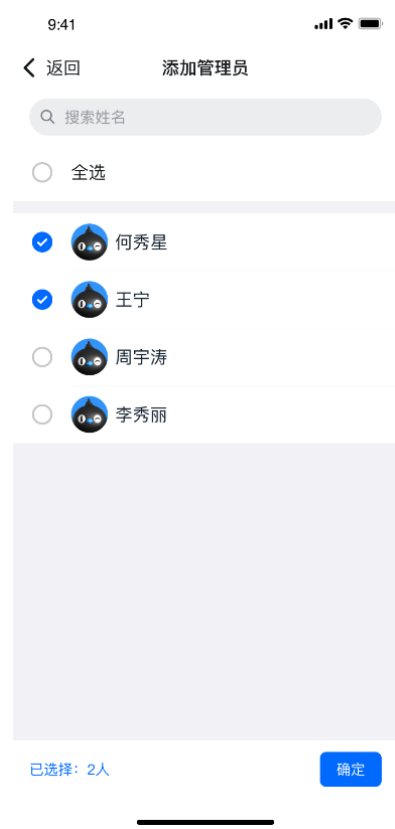 9:41
返回
添加管理员
搜索姓名
全选
何秀星
王宁
周宇涛
李秀丽
已选择：2人
确定